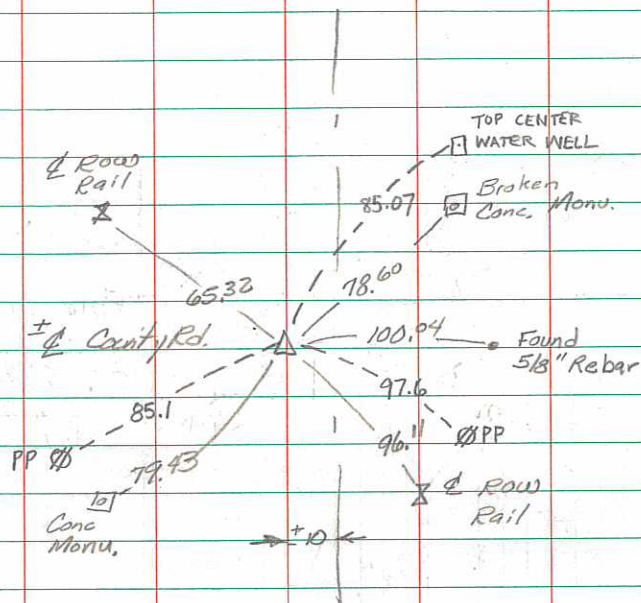 TOP CENTER
WATER WELL
℄ ROW
Rail
Broken
Conc. Monu.
85.07
78.60
65.32
± ℄ County Rd.
100.04
Found
5/8" Rebar
97.6
85.1
96.11
PP
PP
79.43
℄ ROW
Rail
Conc
Monu.
±10